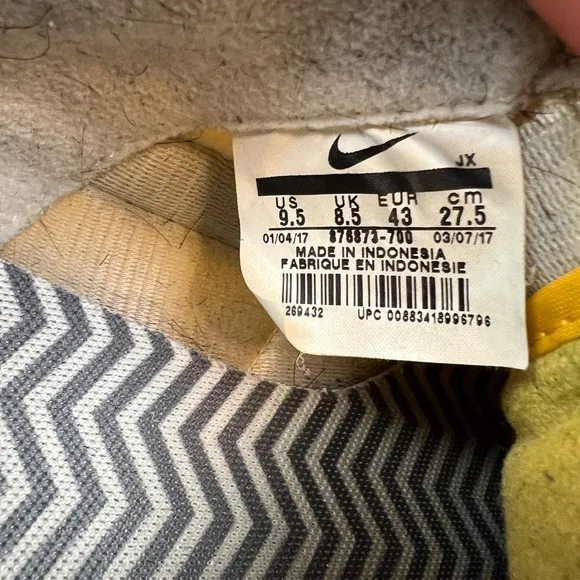 JX
US UK EUR cm
9.5 8.5 43 27.5
01/04/17 876873-700 03/07/17
MADE IN INDONESIA
FABRIQUE EN INDONESIE
269432 UPC 00883418996796